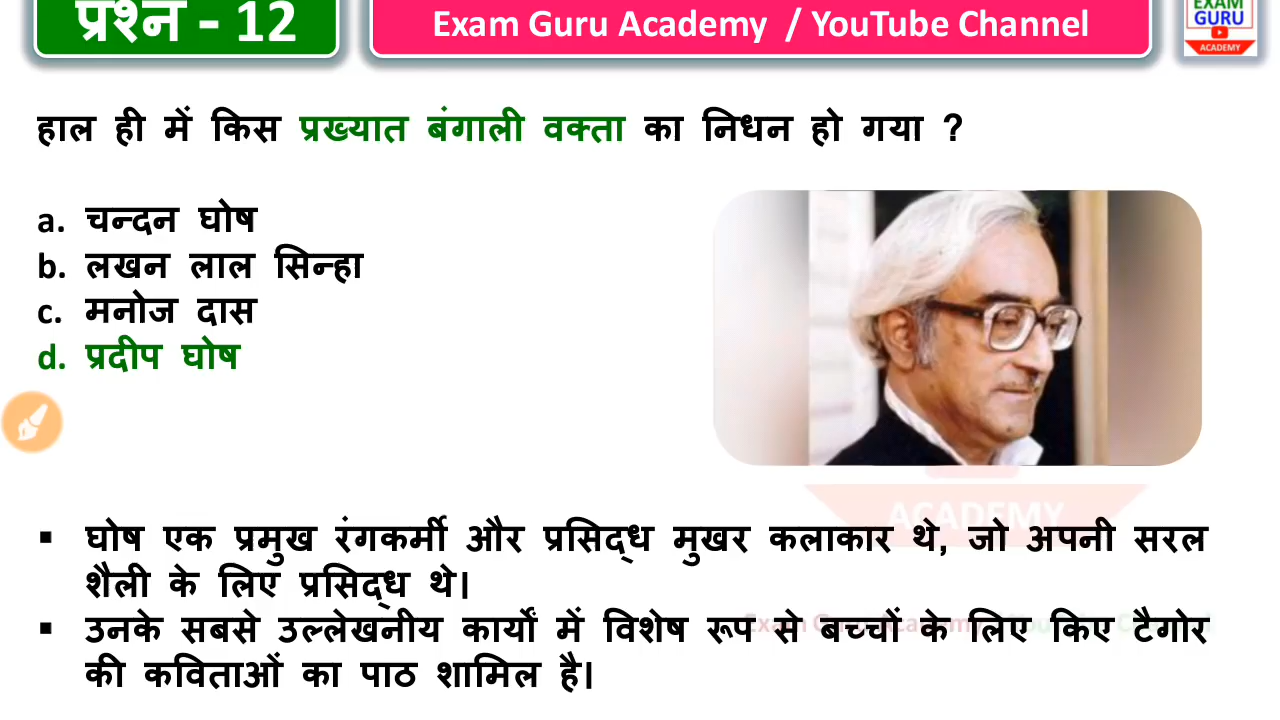 प्रश्न - 12
Exam Guru Academy / YouTube Channel
EXAM
GURU
ACADEMY
हाल ही में किस प्रख्यात बंगाली वक्ता का निधन हो गया ?
a. चन्दन घोष
b. लखन लाल सिन्हा
c. मनोज दास
d. प्रदीप घोष
ACADEMY
▪ घोष एक प्रमुख रंगकर्मी और प्रसिद्ध मुखर कलाकार थे, जो अपनी सरल
शैली के लिए प्रसिद्ध थे।
▪ उनके सबसे उल्लेखनीय कार्यों में विशेष रूप से बच्चों के लिए किए टैगोर
की कविताओं का पाठ शामिल है।